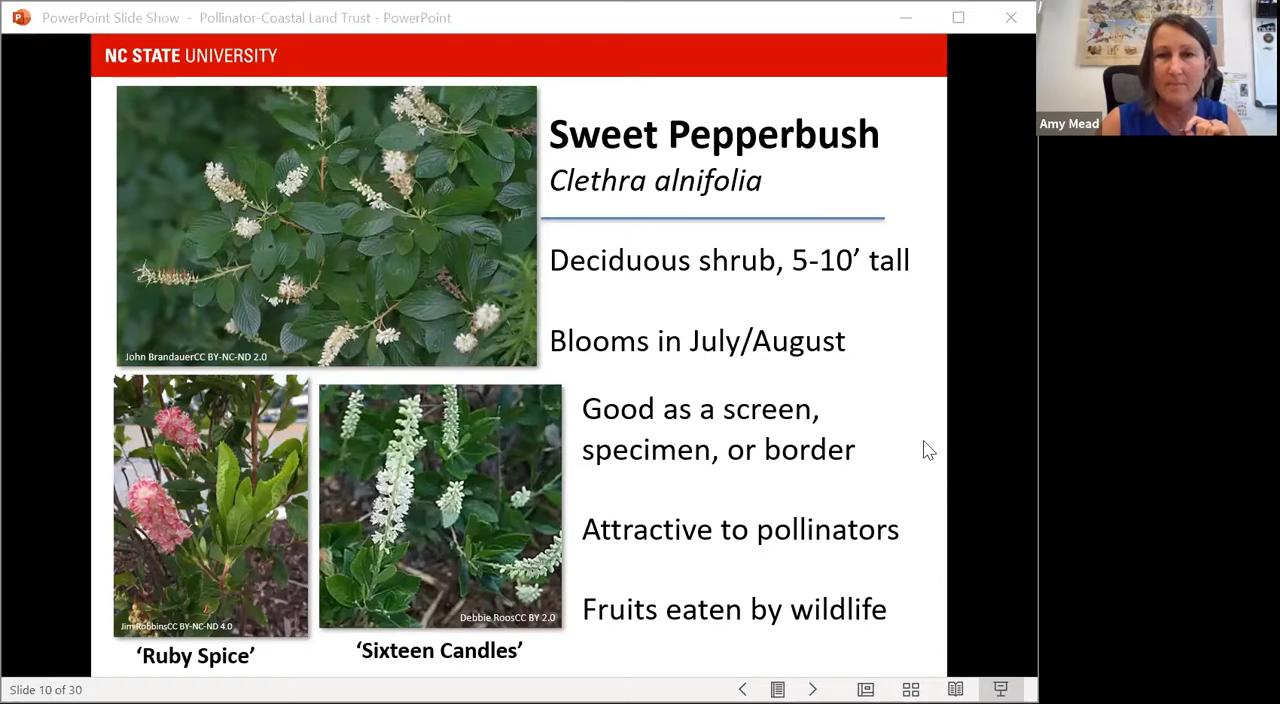 PowerPoint Slide Show - Pollinator-Coastal Land Trust - PowerPoint
NC STATE UNIVERSITY
Amy Mead
Sweet Pepperbush
Clethra alnifolia
Deciduous shrub, 5-10’ tall
Blooms in July/August
Good as a screen,
specimen, or border
Attractive to pollinators
Fruits eaten by wildlife
John BrandauerCC BY-NC-ND 2.0
Jim RobbinsCC BY-NC-ND 4.0
Debbie RoosCC BY 2.0
‘Ruby Spice’
‘Sixteen Candles’
Slide 10 of 30